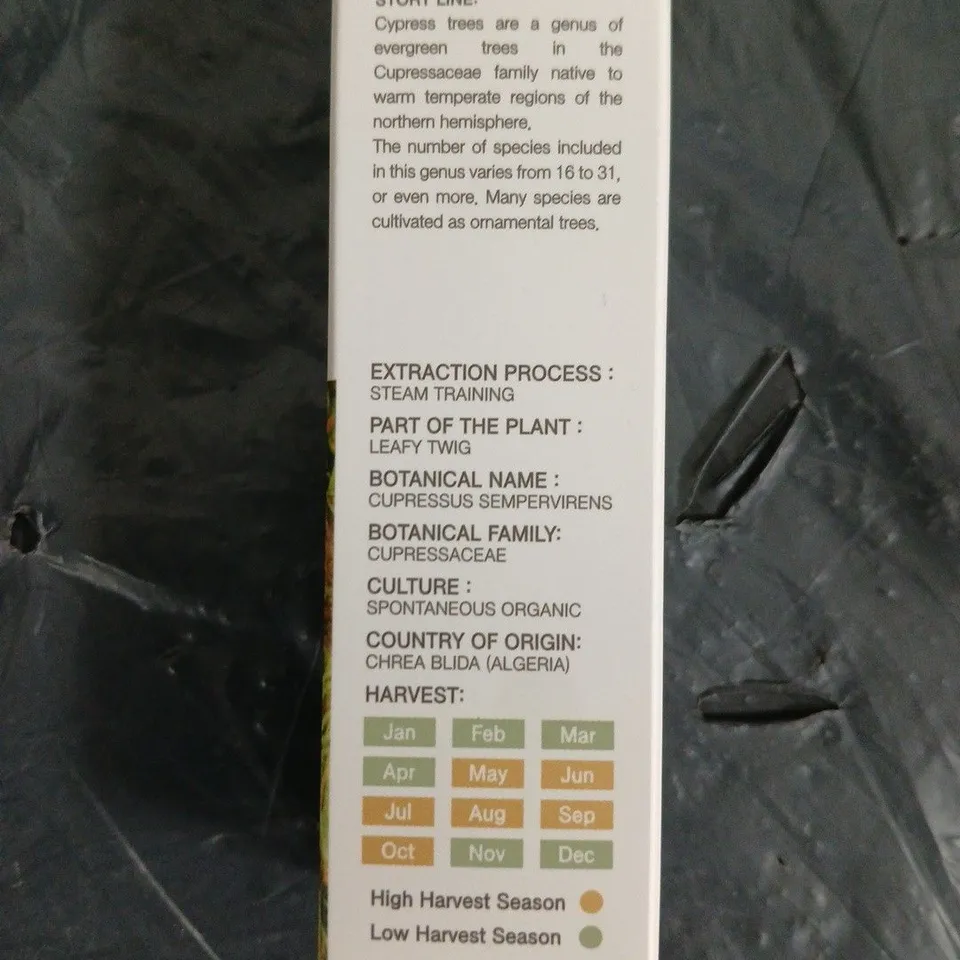 STORY LINE:
Cypress trees are a genus of
evergreen trees in the
Cupressaceae family native to
warm temperate regions of the
northern hemisphere.
The number of species included
in this genus varies from 16 to 31,
or even more. Many species are
cultivated as ornamental trees.
EXTRACTION PROCESS :
STEAM TRAINING
PART OF THE PLANT :
LEAFY TWIG
BOTANICAL NAME :
CUPRESSUS SEMPERVIRENS
BOTANICAL FAMILY:
CUPRESSACEAE
CULTURE :
SPONTANEOUS ORGANIC
COUNTRY OF ORIGIN:
CHREA BLIDA (ALGERIA)
HARVEST:
Jan Feb Mar
Apr May Jun
Jul Aug Sep
Oct Nov Dec
High Harvest Season
Low Harvest Season